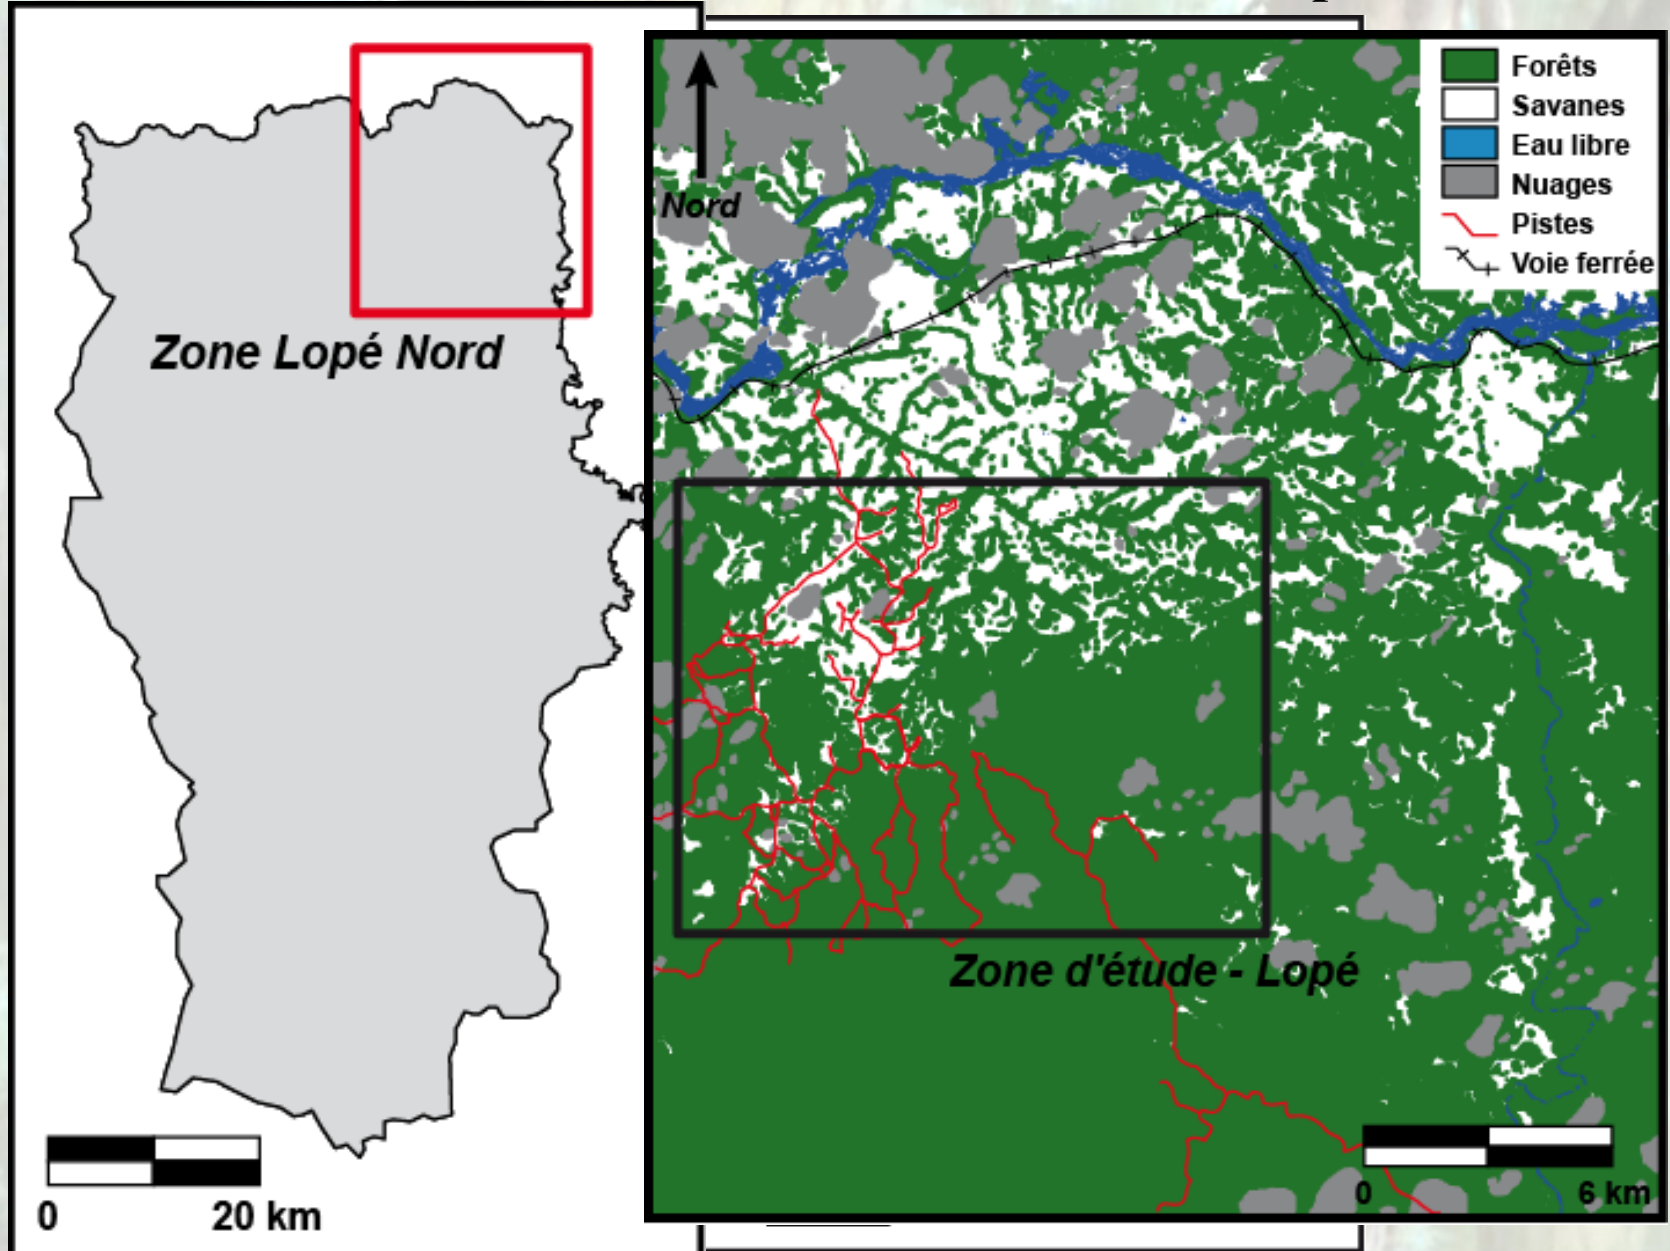 Zone Lopé Nord
0 20 km
Nord
Forêts
Savanes
Eau libre
Nuages
Pistes
Voie ferrée
Zone d'étude - Lopé
0 6 km